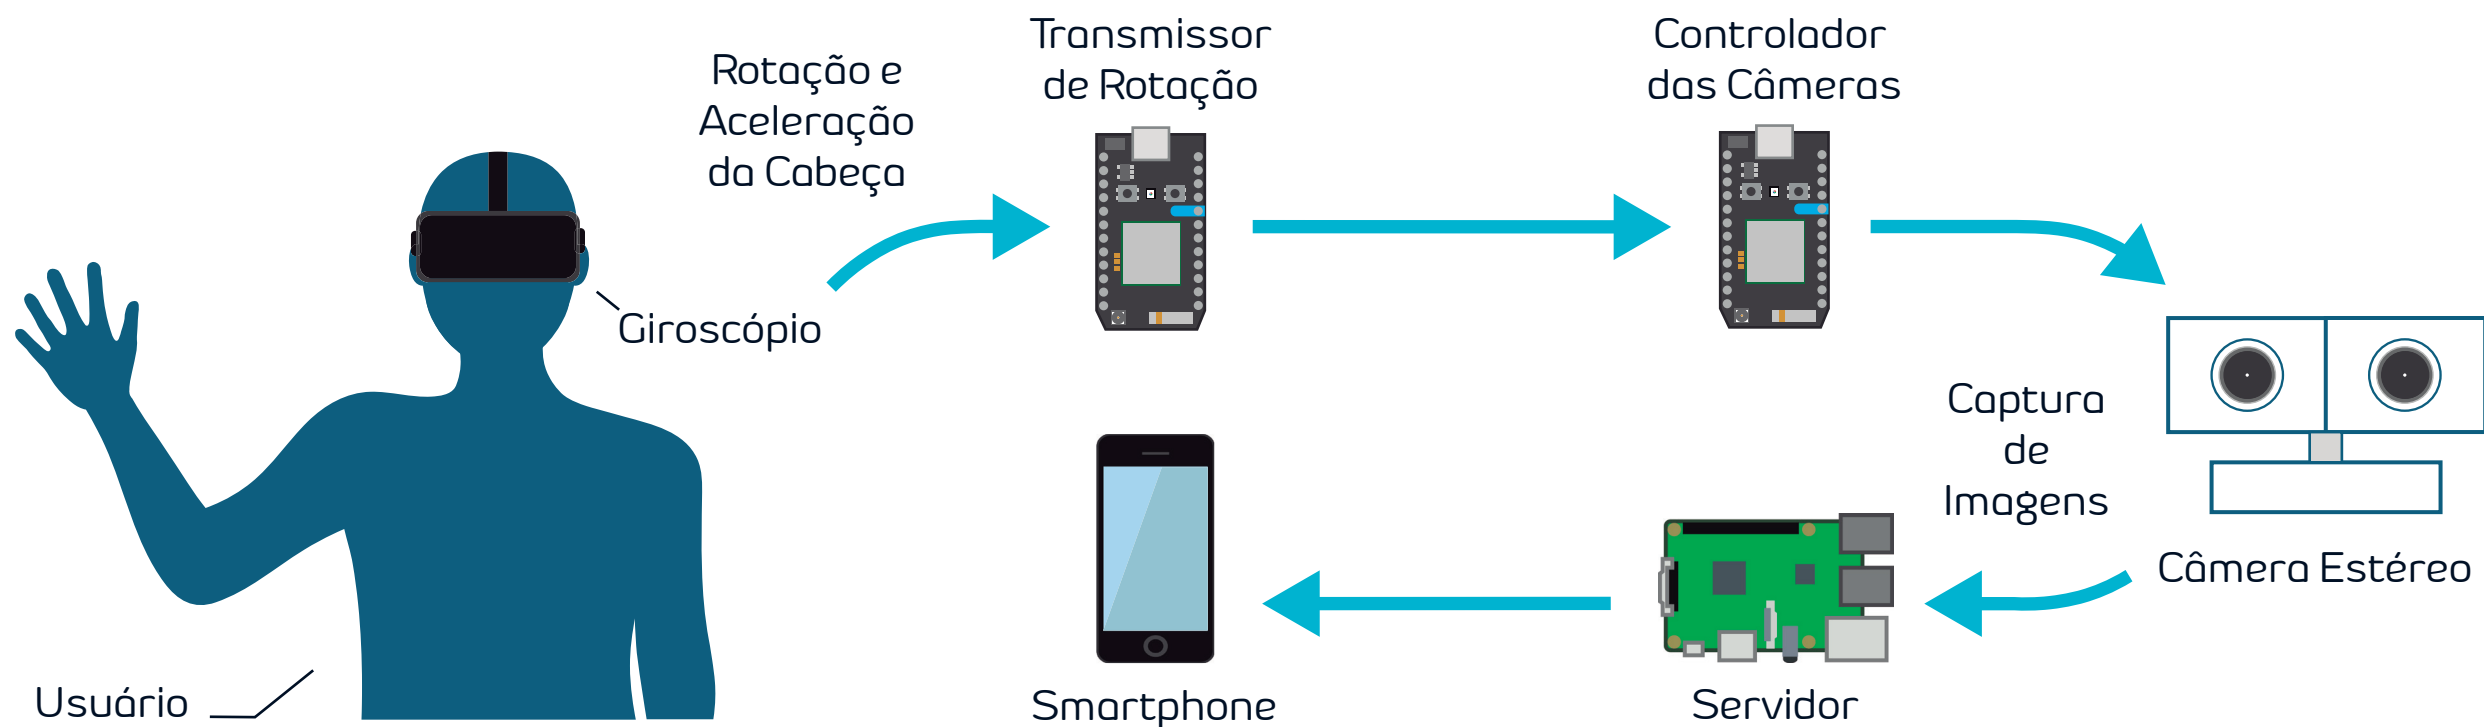 Rotação e
Aceleração
da Cabeça
Transmissor
de Rotação
Controlador
das Câmeras
Giroscópio
Captura
de
Imagens
Câmera Estéreo
Usuário
Smartphone
Servidor